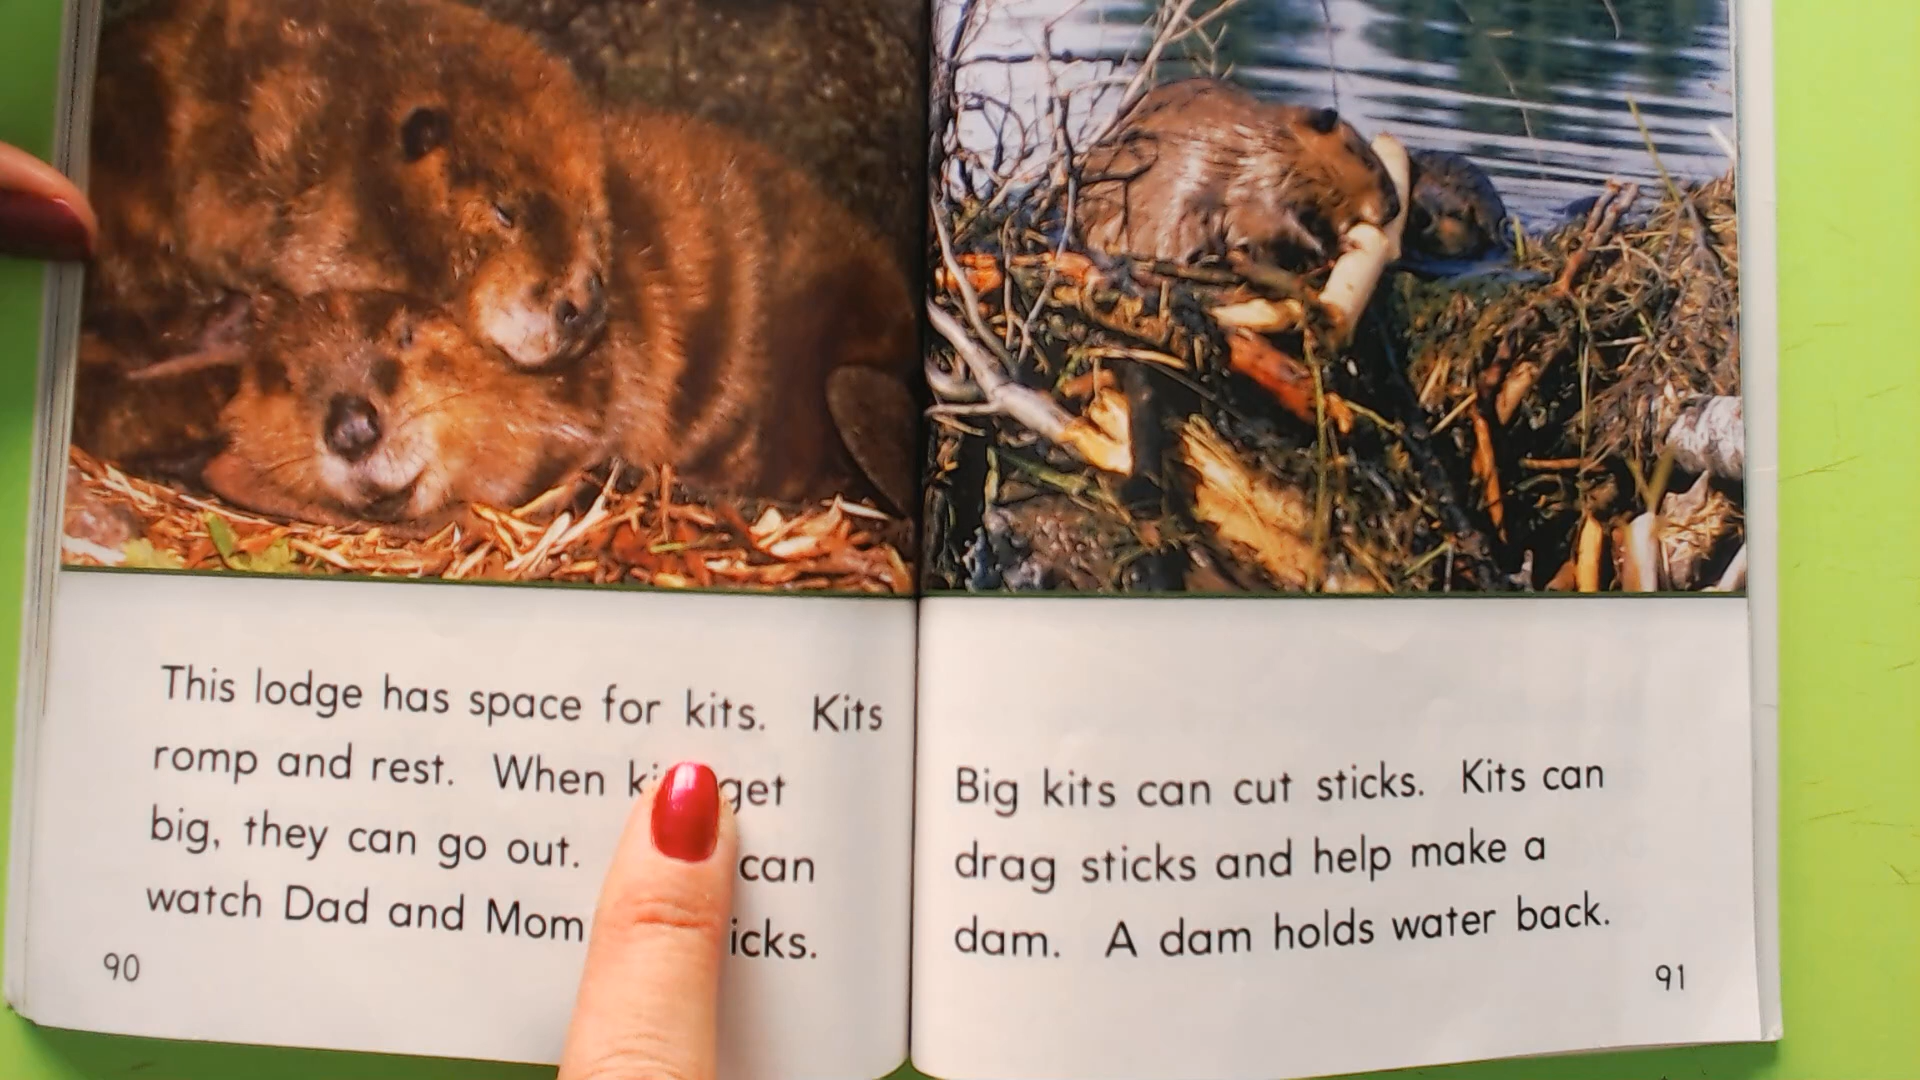 This lodge has space for kits. Kits
romp and rest. When get
big, they can go out. can
watch Dad and Mom
90
Big kits can cut sticks. Kits can
drag sticks and help make a
dam. A dam holds water back.
91